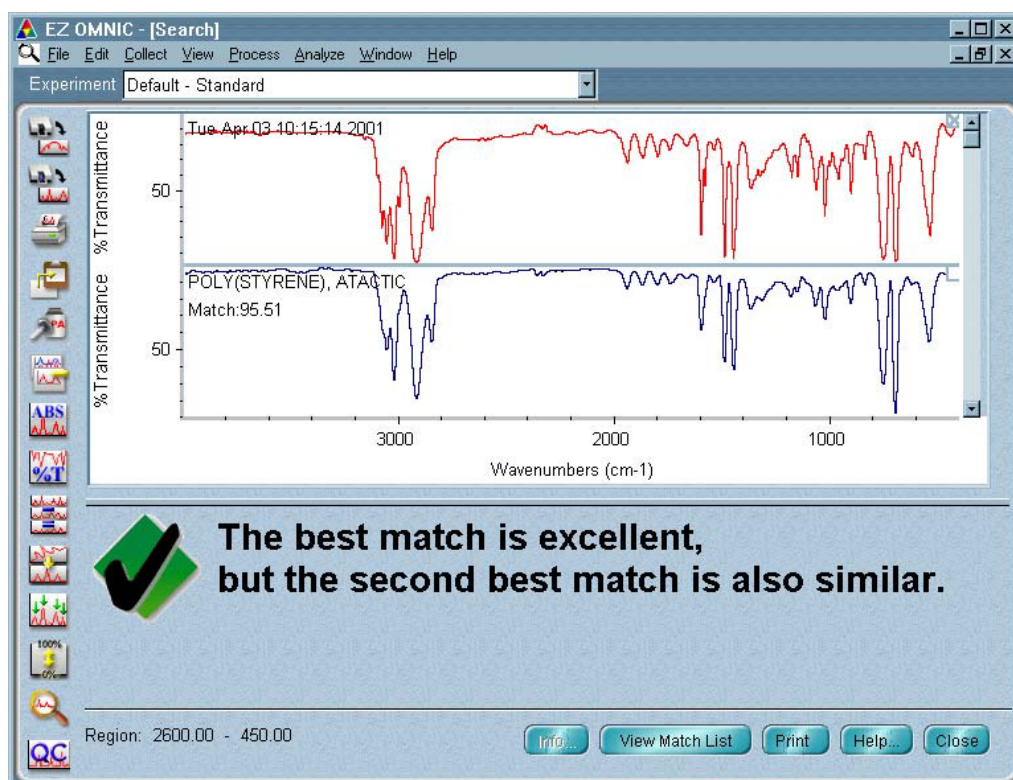 EZ OMNIC - [Search]
File Edit Collect View Process Analyze Window Help
Experiment Default - Standard
Tue Apr 03 10:15:14 2001
%Transmittance
50
POLY(STYRENE), ATACTIC
Match:95.51
%Transmittance
50
3000 2000 1000
Wavenumbers (cm-1)
ABS
%T
The best match is excellent,
but the second best match is also similar.
100%
0%
QC
Region: 2600.00 - 450.00
Info... View Match List Print Help... Close